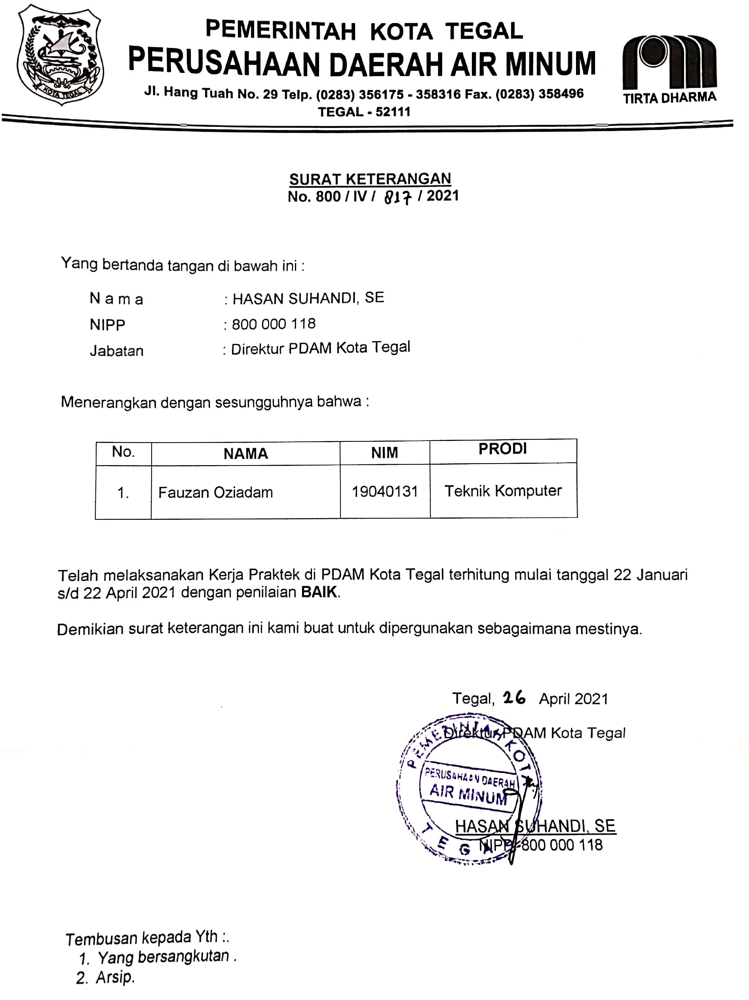 PEMERINTAH KOTA TEGAL
PERUSAHAAN DAERAH AIR MINUM
Jl. Hang Tuah No. 29 Telp. (0283) 356175 - 358316 Fax. (0283) 358496
TEGAL - 52111
KOTA TEGAL
TIRTA DHARMA
SURAT KETERANGAN
No. 800 / IV / 817 / 2021
Yang bertanda tangan di bawah ini :
N a m a : HASAN SUHANDI, SE
NIPP : 800 000 118
Jabatan : Direktur PDAM Kota Tegal
Menerangkan dengan sesungguhnya bahwa :
No. NAMA NIM PRODI
1. Fauzan Oziadam 19040131 Teknik Komputer
Telah melaksanakan Kerja Praktek di PDAM Kota Tegal terhitung mulai tanggal 22 Januari
s/d 22 April 2021 dengan penilaian BAIK.
Demikian surat keterangan ini kami buat untuk dipergunakan sebagaimana mestinya.
Tegal, 26 April 2021
Direktur PDAM Kota Tegal
PEMERINTAH KOTA
PERUSAHAAN DAERAH
AIR MINUM
TEGAL
HASAN SUHANDI, SE
NIPP. 800 000 118
Tembusan kepada Yth :.
1. Yang bersangkutan .
2. Arsip.